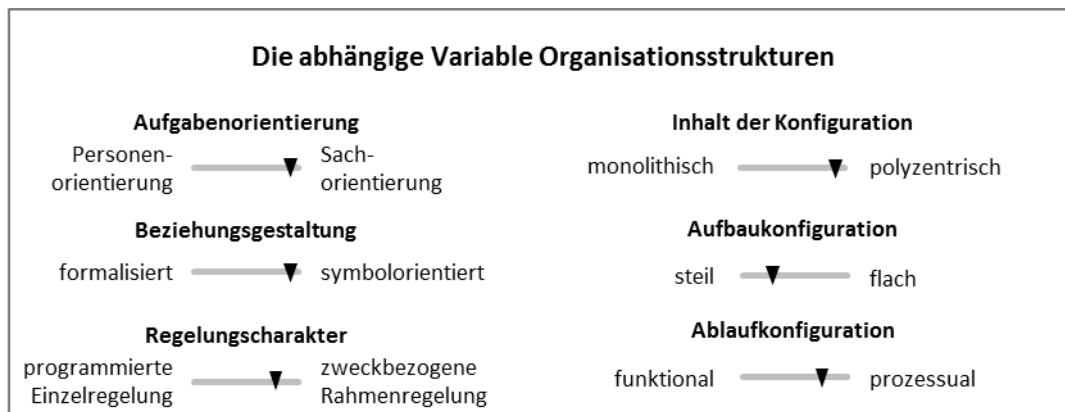 Die abhängige Variable Organisationsstrukturen
Aufgabenorientierung
Personen-
orientierung
Sach-
orientierung
Beziehungsgestaltung
formalisiert
symbolorientiert
Regelungscharakter
programmierte
Einzelregelung
zweckbezogene
Rahmenregelung
Inhalt der Konfiguration
monolithisch
polyzentrisch
Aufbaukonfiguration
steil
flach
Ablaufkonfiguration
funktional
prozessual